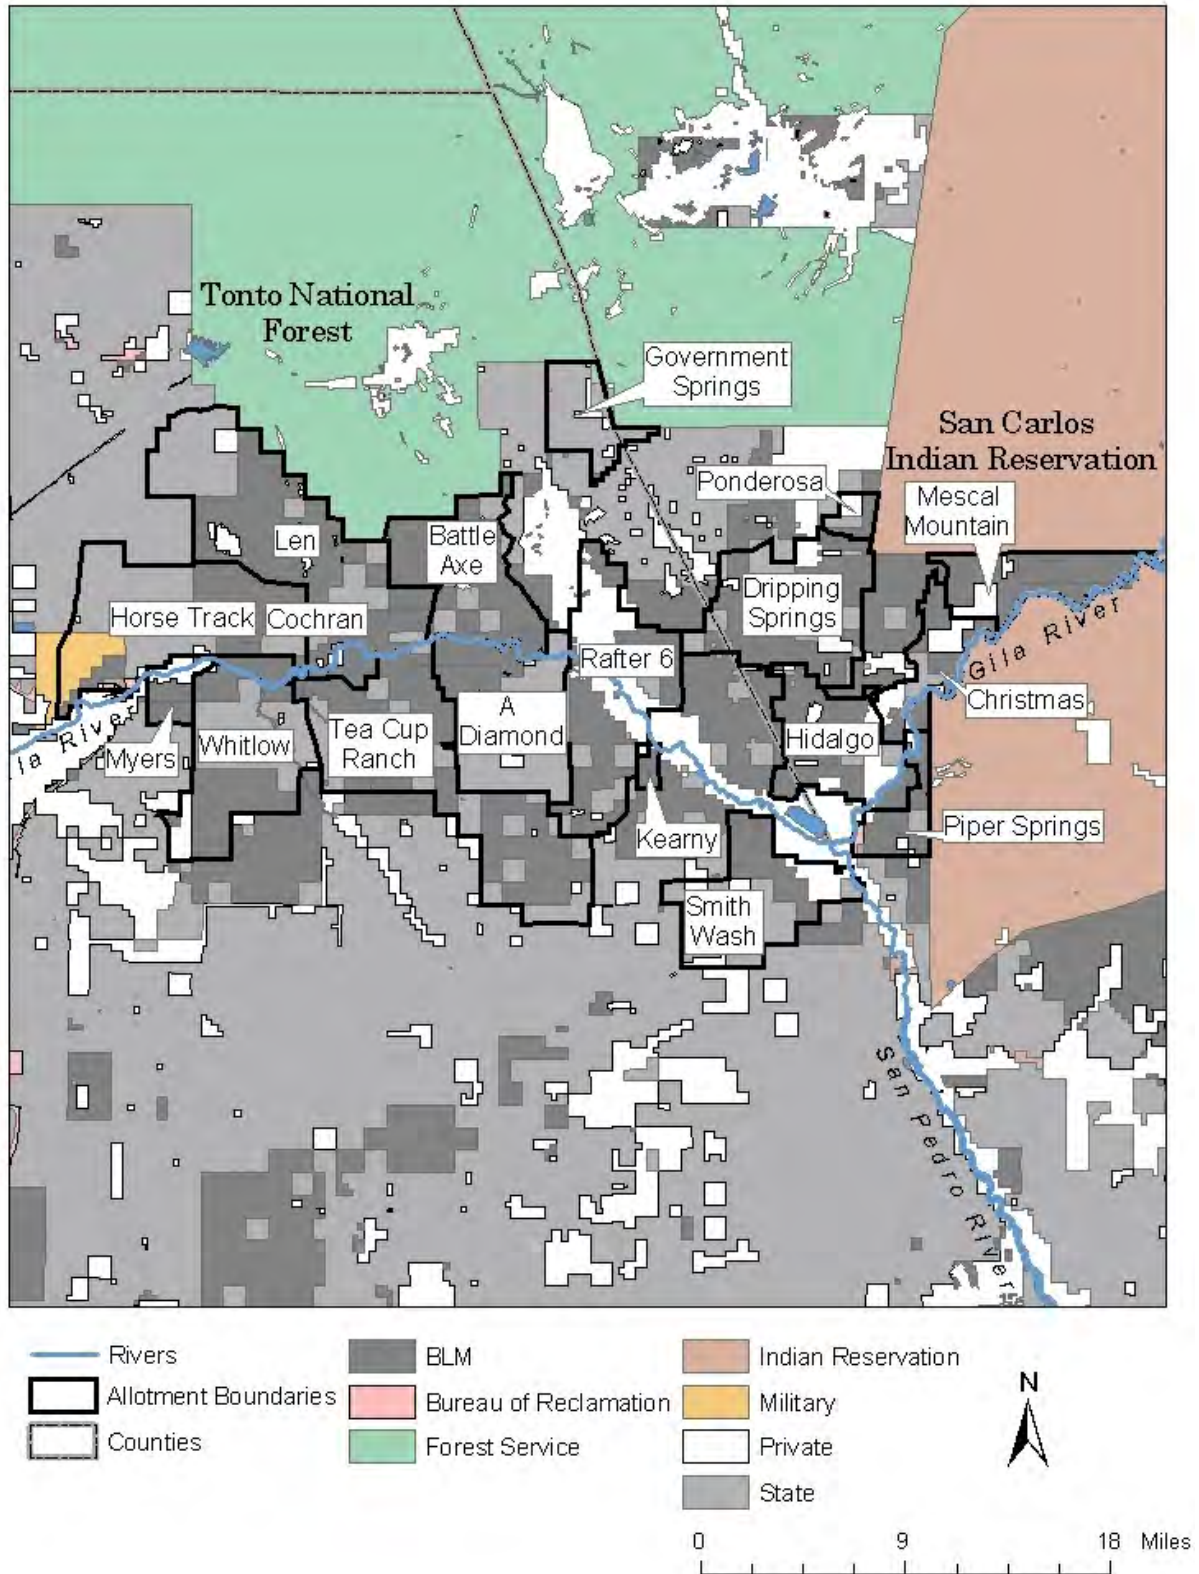 Tonto National
Forest
Government
Springs
San Carlos
Indian Reservation
Ponderosa
Mescal
Mountain
Len
Battle
Axe
Dripping
Springs
Horse Track
Cochran
Rafter 6
Gila River
Christmas
A
Diamond
Tea Cup
Ranch
Hidalgo
Whitlow
Myers
ila River
Kearny
Piper Springs
Smith
Wash
San Pedro River
Rivers
Allotment Boundaries
Counties
BLM
Bureau of Reclamation
Forest Service
Indian Reservation
Military
Private
State
N
0 9 18 Miles